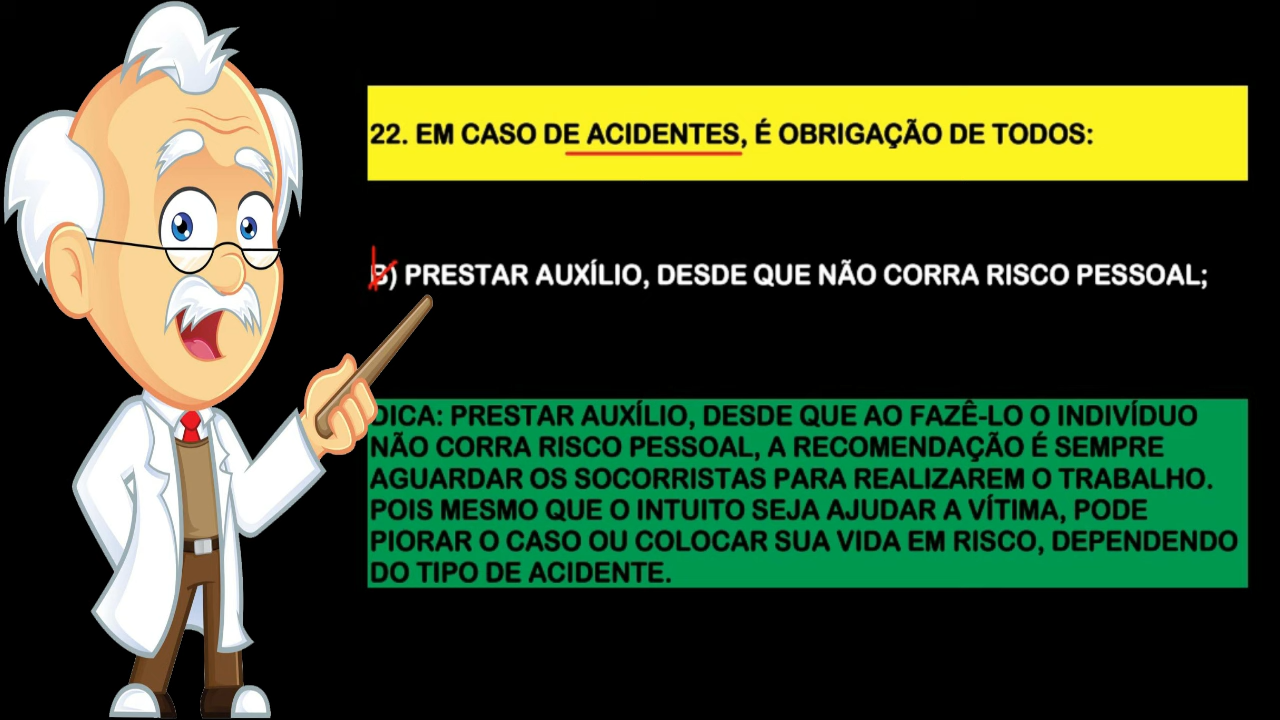 22. EM CASO DE ACIDENTES, É OBRIGAÇÃO DE TODOS:
B) PRESTAR AUXÍLIO, DESDE QUE NÃO CORRA RISCO PESSOAL;
DICA: PRESTAR AUXÍLIO, DESDE QUE AO FAZÊ-LO O INDIVÍDUO
NÃO CORRA RISCO PESSOAL, A RECOMENDAÇÃO É SEMPRE
AGUARDAR OS SOCORRISTAS PARA REALIZAREM O TRABALHO.
POIS MESMO QUE O INTUITO SEJA AJUDAR A VÍTIMA, PODE
PIORAR O CASO OU COLOCAR SUA VIDA EM RISCO, DEPENDENDO
DO TIPO DE ACIDENTE.